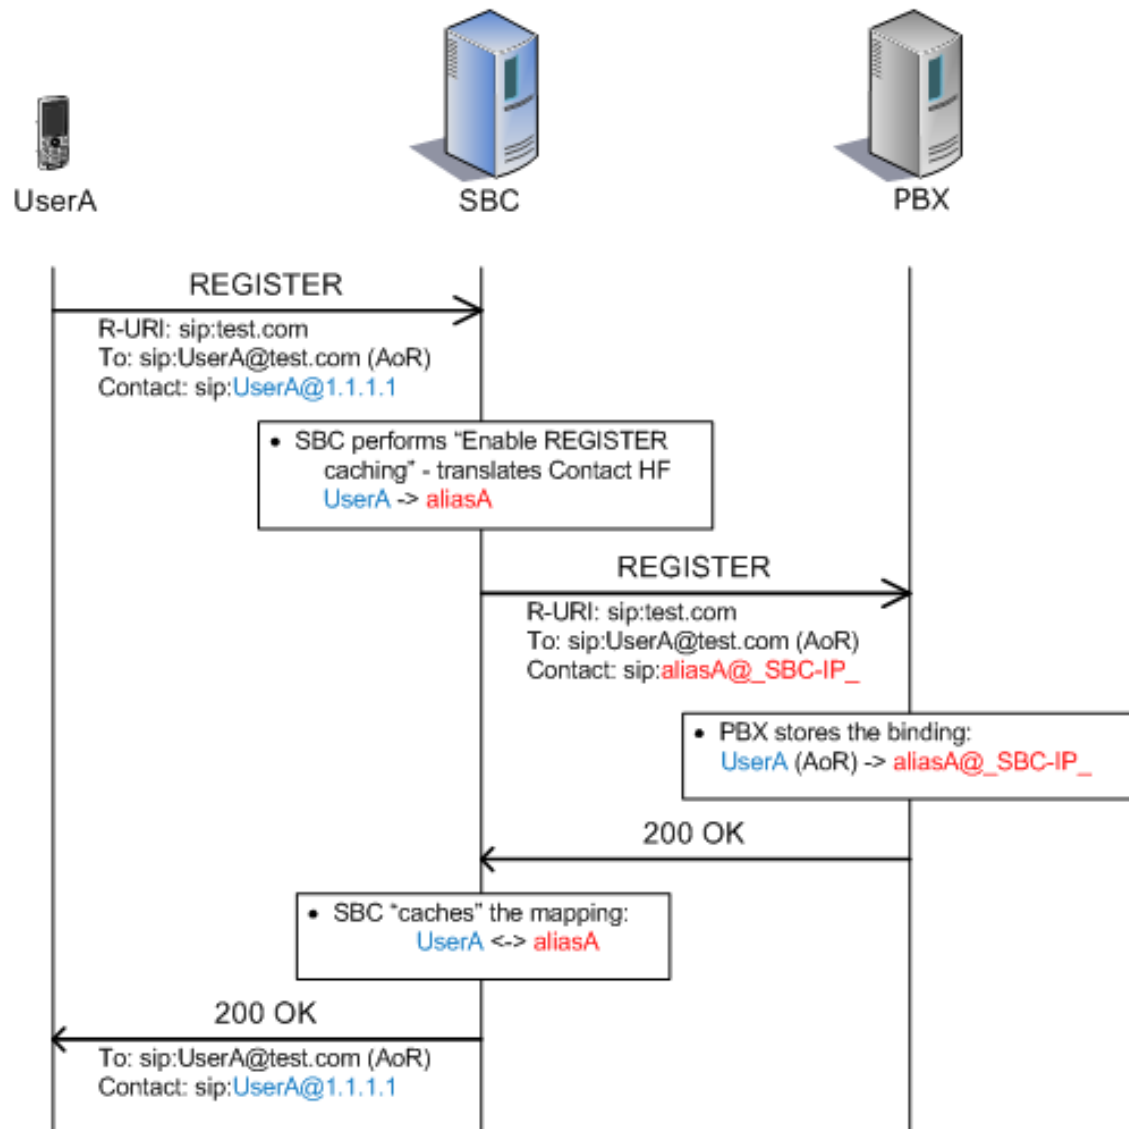 UserA
SBC
PBX
REGISTER
R-URI: sip:test.com
To: sip:UserA@test.com (AoR)
Contact: sip:UserA@1.1.1.1
• SBC performs “Enable REGISTER
caching” - translates Contact HF
UserA -> aliasA
REGISTER
R-URI: sip:test.com
To: sip:UserA@test.com (AoR)
Contact: sip:aliasA@_SBC-IP_
• PBX stores the binding:
UserA (AoR) -> aliasA@_SBC-IP_
200 OK
• SBC “caches” the mapping:
UserA <-> aliasA
200 OK
To: sip:UserA@test.com (AoR)
Contact: sip:UserA@1.1.1.1